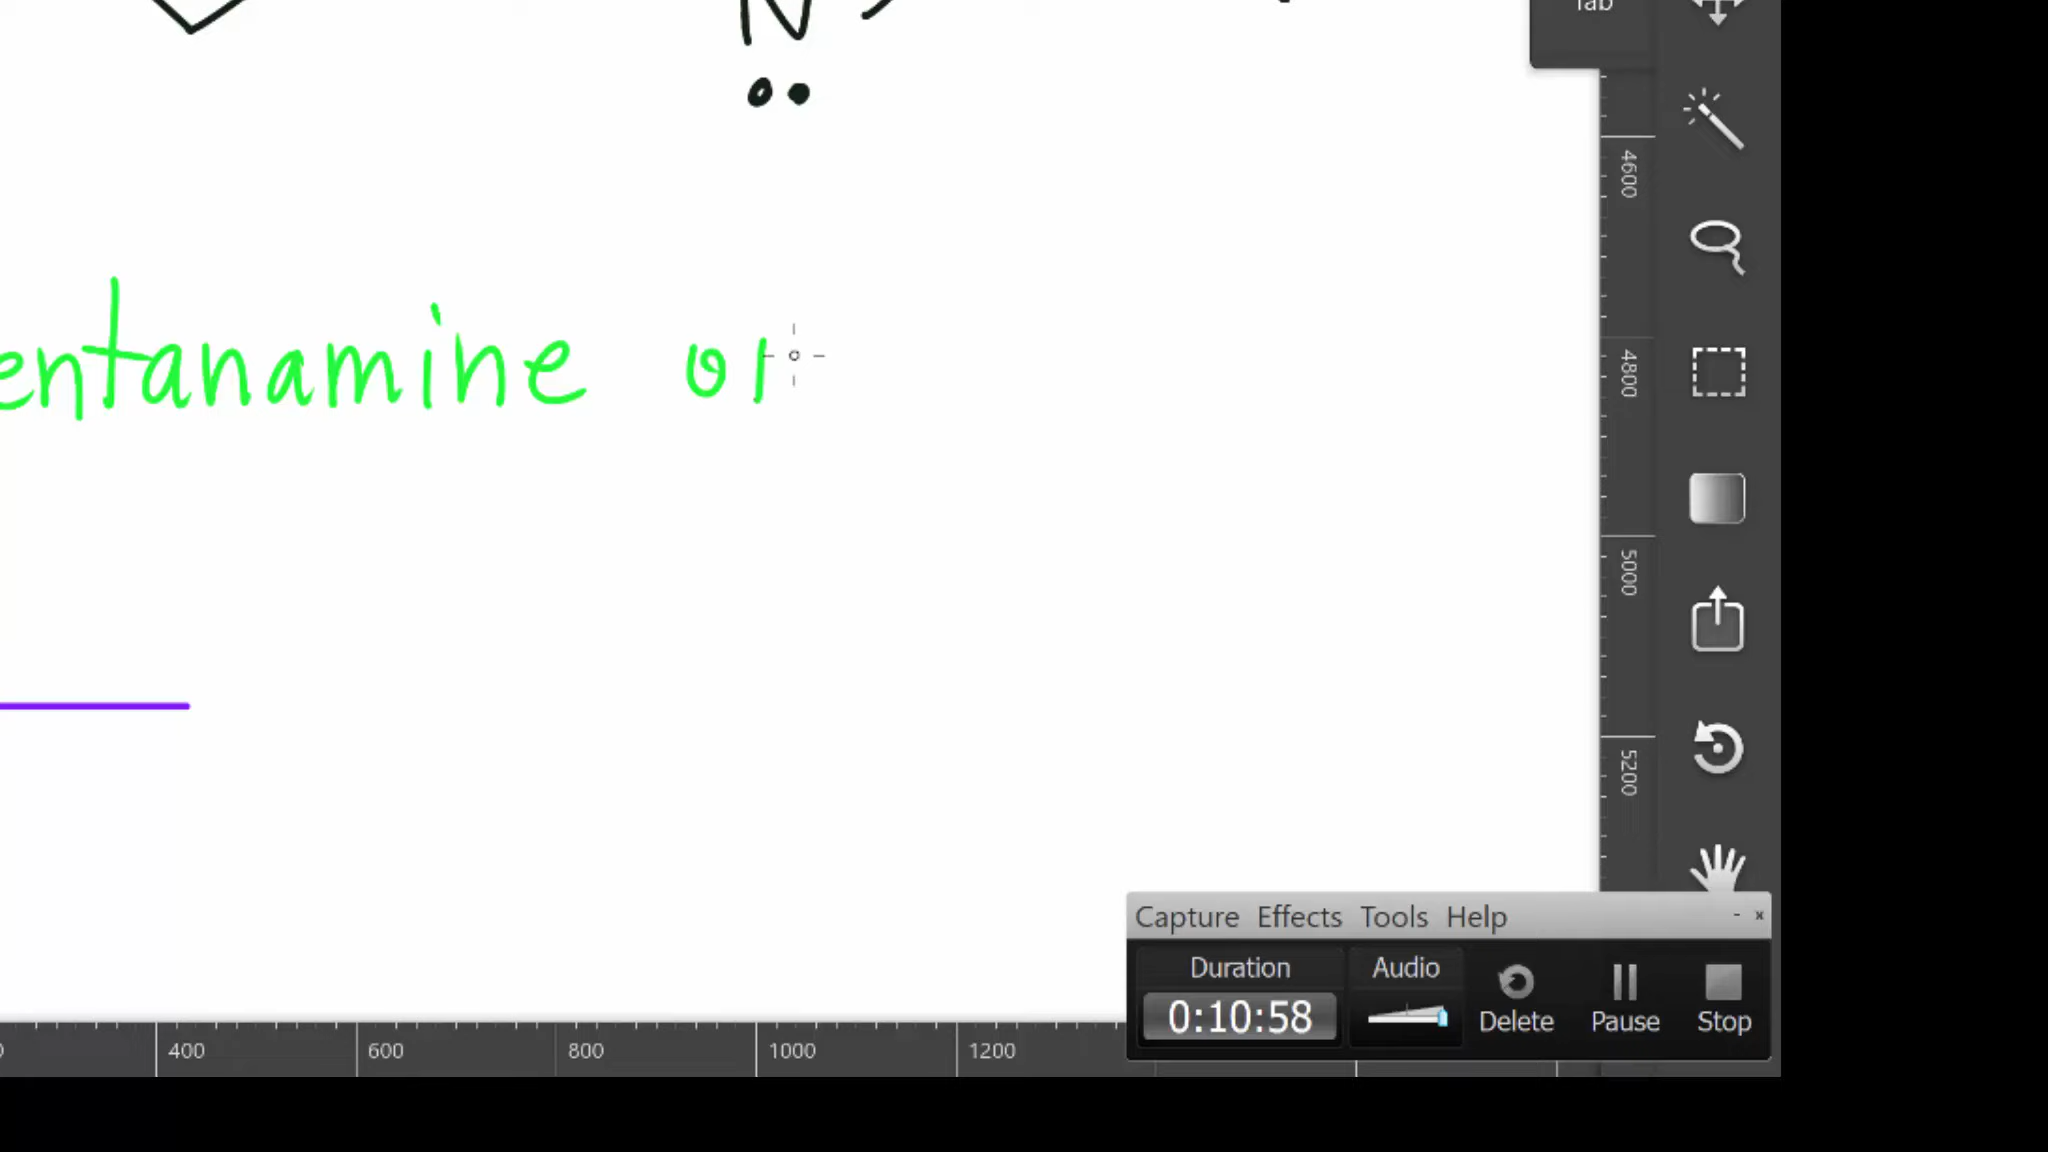 Tab
N
entanamine or
4600
4800
5000
5200
Capture Effects Tools Help
Duration Audio
0:10:58 Delete Pause Stop
400 600 800 1000 1200